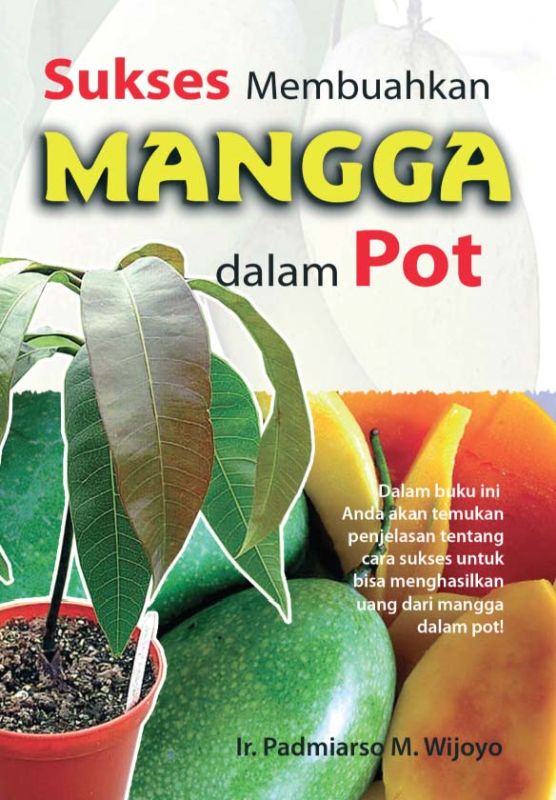 Sukses Membuahkan
MANGGA
dalam Pot
Dalam buku ini
Anda akan temukan
penjelasan tentang
cara sukses untuk
bisa menghasilkan
uang dari mangga
dalam pot!
Ir. Padmiarso M. Wijoyo